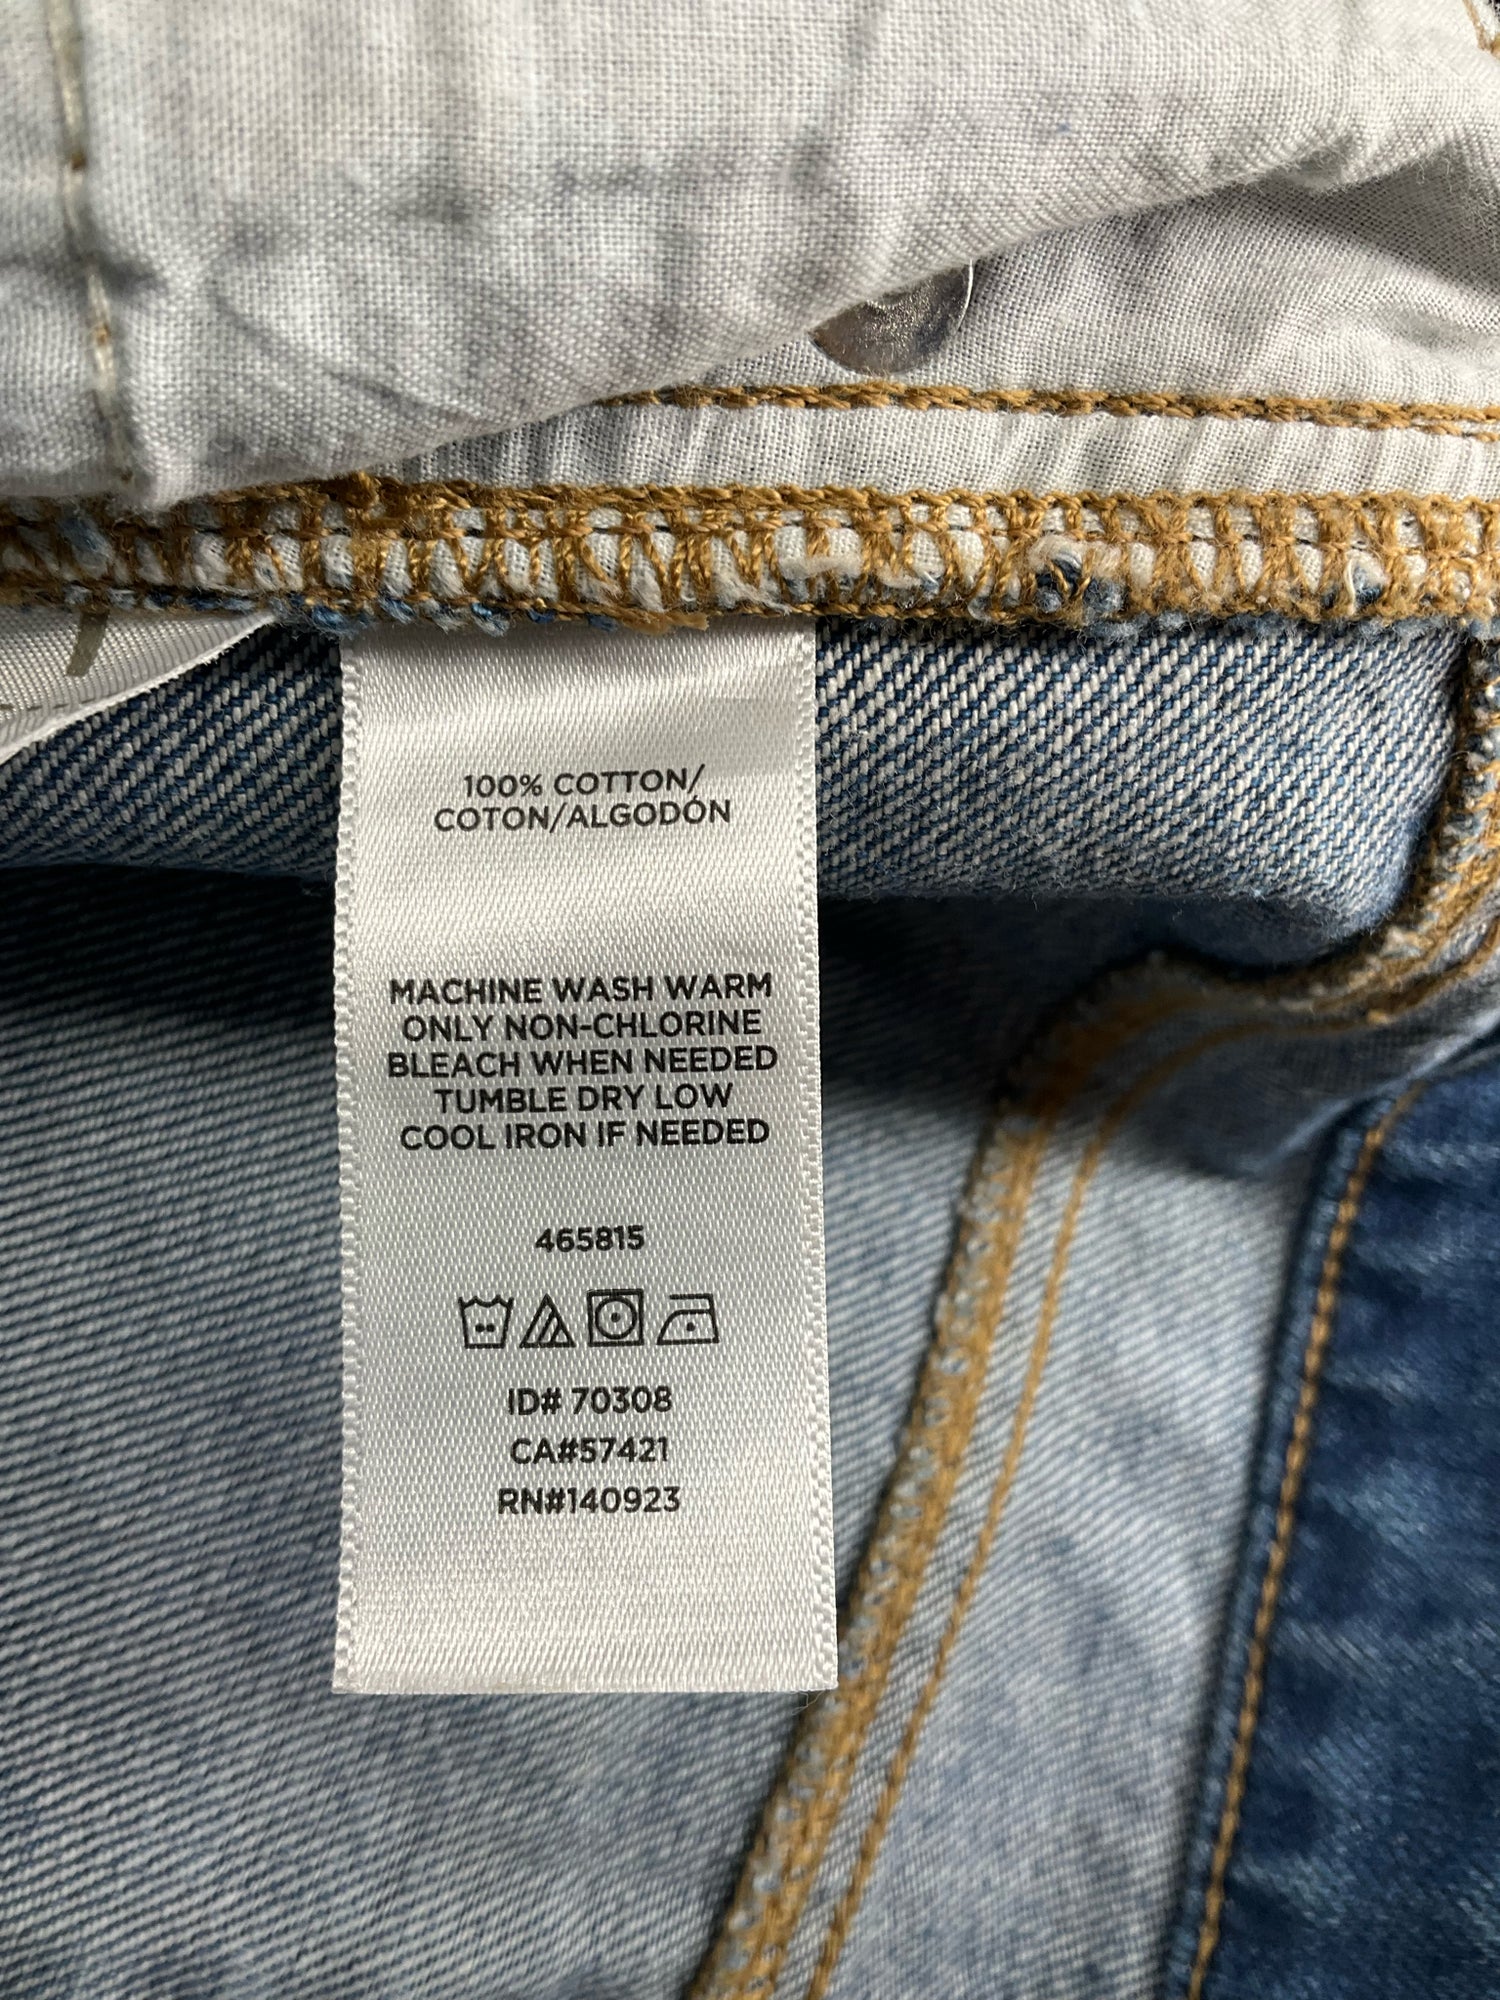 100% COTTON/
COTON/ALGODÓN
MACHINE WASH WARM
ONLY NON-CHLORINE
BLEACH WHEN NEEDED
TUMBLE DRY LOW
COOL IRON IF NEEDED
465815
ID# 70308
CA#57421
RN#140923